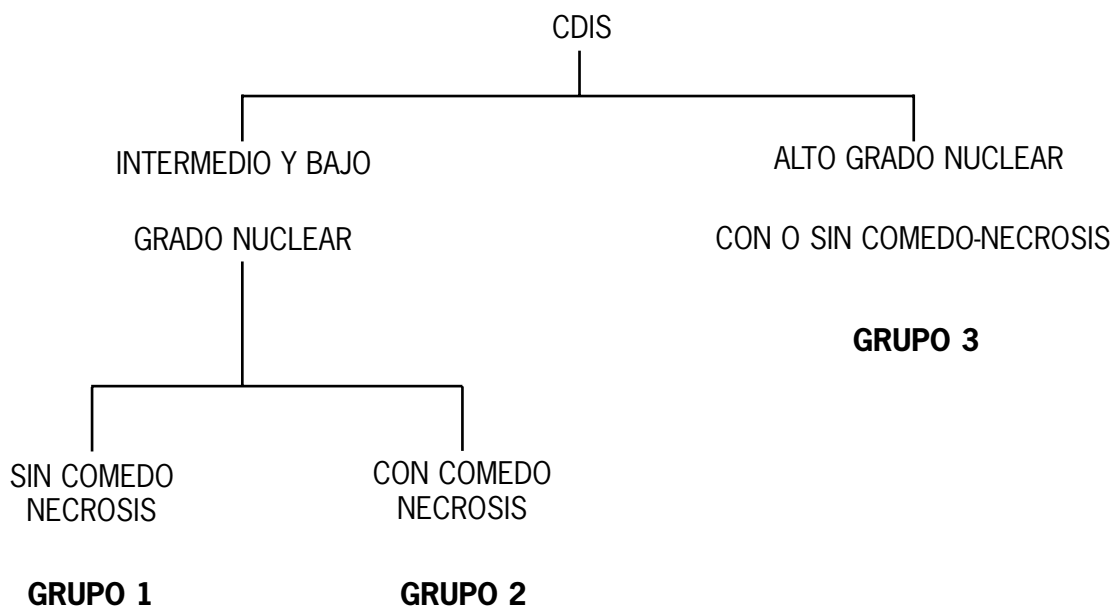 CDIS
INTERMEDIO Y BAJO
GRADO NUCLEAR
ALTO GRADO NUCLEAR
CON O SIN COMEDO-NECROSIS
GRUPO 3
SIN COMEDO
NECROSIS
GRUPO 1
CON COMEDO
NECROSIS
GRUPO 2